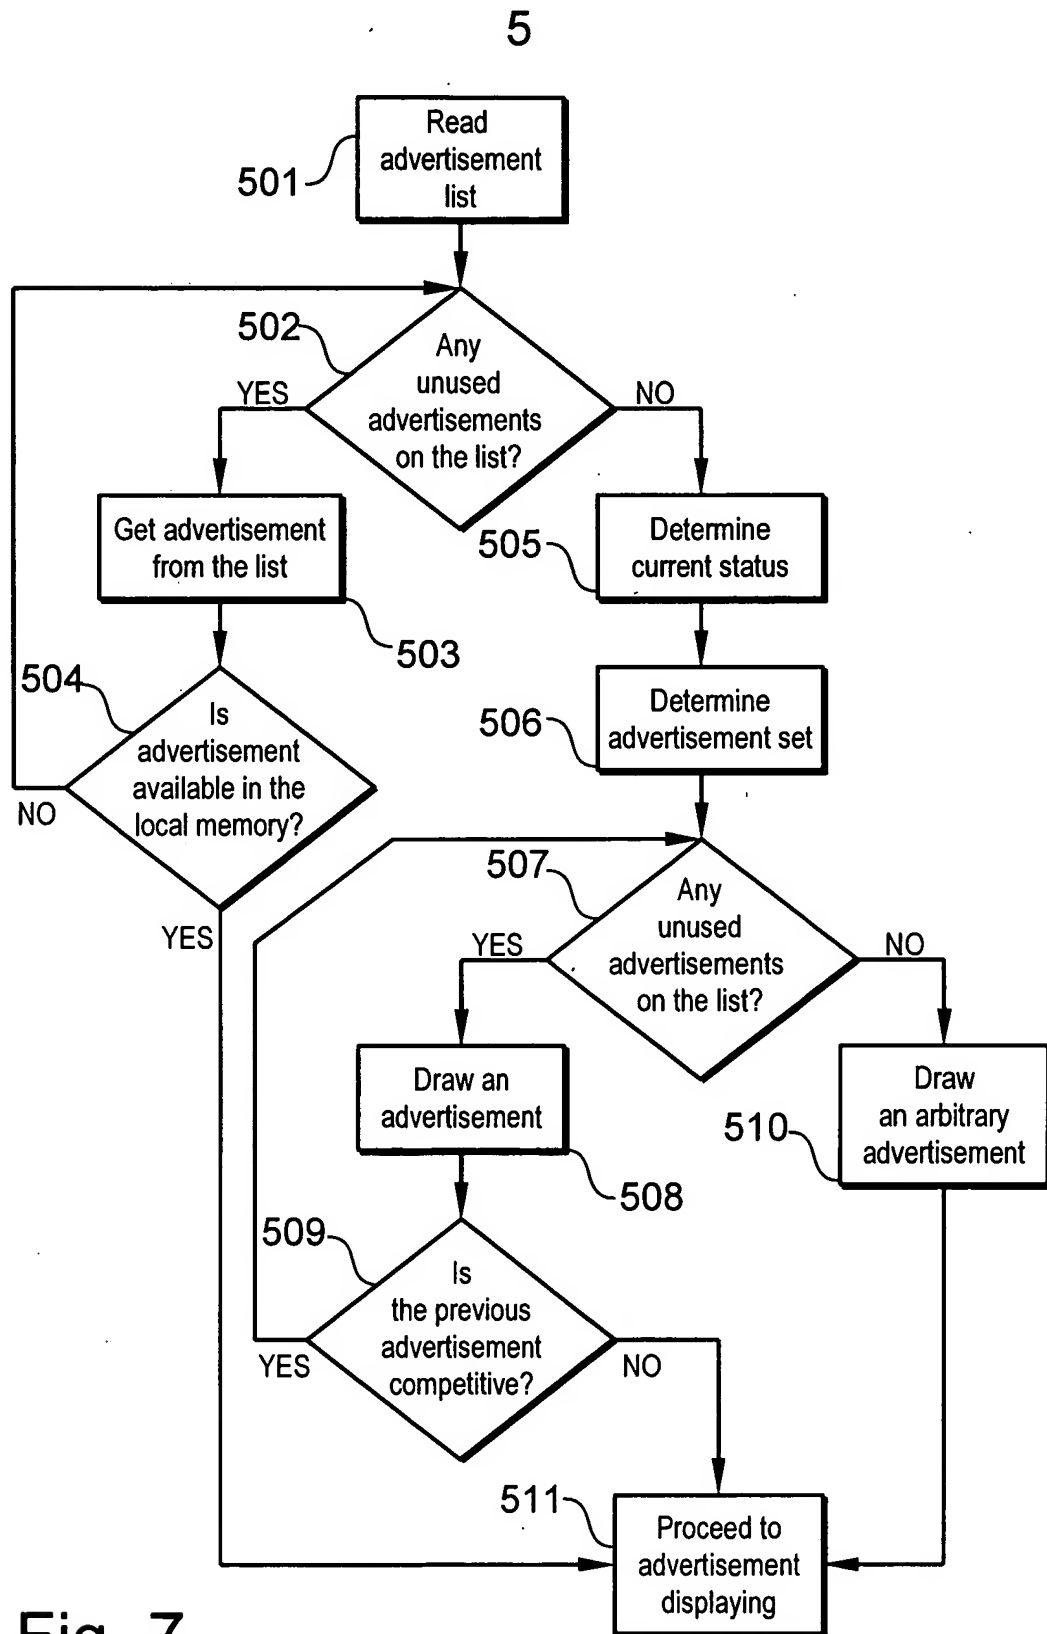 5
Read
advertisement
list
501
502
Any
unused
advertisements
on the list?
YES
NO
Get advertisement
from the list
503
505
Determine
current status
504
Is
advertisement
available in the
local memory?
NO
YES
506
Determine
advertisement set
507
Any
unused
advertisements
on the list?
YES
NO
Draw an
advertisement
508
510
Draw
an arbitrary
advertisement
509
Is
the previous
advertisement
competitive?
YES
NO
511
Proceed to
advertisement
displaying
Fig. 7